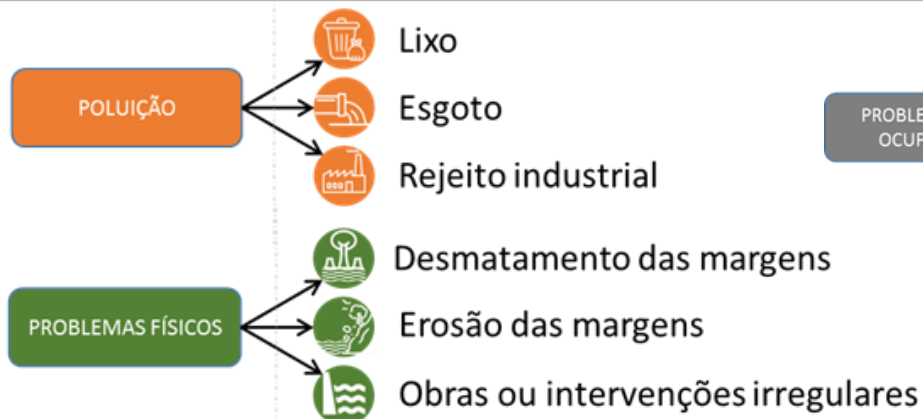 POLUIÇÃO
Lixo
Esgoto
Rejeito industrial
PROBLEMAS FÍSICOS
Desmatamento das margens
Erosão das margens
Obras ou intervenções irregulares